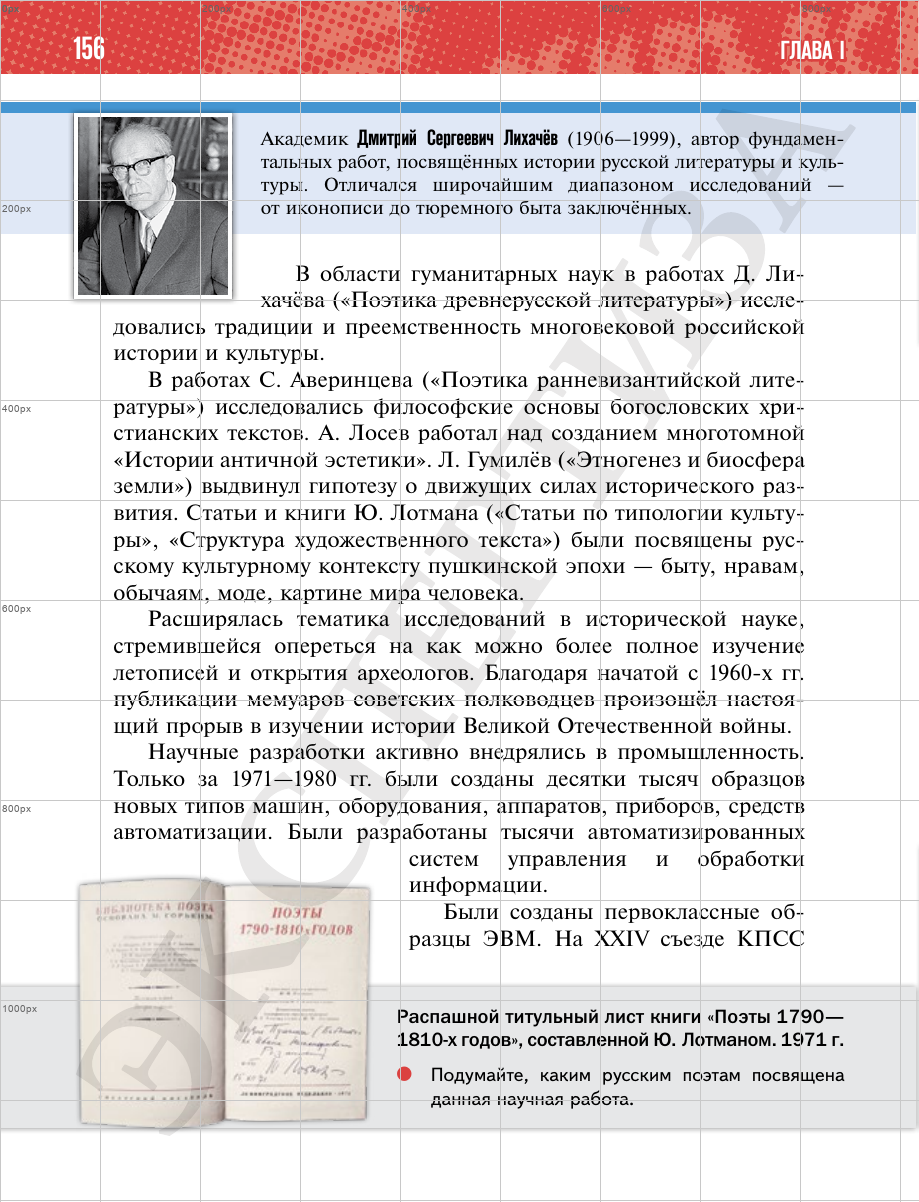 156
ГЛАВА I
Академик Дмитрий Сергеевич Лихачёв (1906—1999), автор фундамен-
тальных работ, посвящённых истории русской литературы и куль-
туры. Отличался широчайшим диапазоном исследований —
от иконописи до тюремного быта заключённых.
200px
В области гуманитарных наук в работах Д. Ли-
хачёва («Поэтика древнерусской литературы») иссле-
довались традиции и преемственность многовековой российской
истории и культуры.
В работах С. Аверинцева («Поэтика ранневизантийской лите-
400px
ратуры») исследовались философские основы богословских хри-
стианских текстов. А. Лосев работал над созданием многотомной
«Истории античной эстетики». Л. Гумилёв («Этногенез и биосфера
земли») выдвинул гипотезу о движущих силах исторического раз-
вития. Статьи и книги Ю. Лотмана («Статьи по типологии культу-
ры», «Структура художественного текста») были посвящены рус-
скому культурному контексту пушкинской эпохи — быту, нравам,
обычаям, моде, картине мира человека.
600px
Расширялась тематика исследований в исторической науке,
стремившейся опереться на как можно более полное изучение
летописей и открытия археологов. Благодаря начатой с 1960-х гг.
публикации мемуаров советских полководцев произошёл настоя-
щий прорыв в изучении истории Великой Отечественной войны.
Научные разработки активно внедрялись в промышленность.
Только за 1971—1980 гг. были созданы десятки тысяч образцов
800px
новых типов машин, оборудования, аппаратов, приборов, средств
автоматизации. Были разработаны тысячи автоматизированных
систем управления и обработки
информации.
Были созданы первоклассные об-
разцы ЭВМ. На XXIV съезде КПСС
БИБЛИОТЕКА ПОЭТА
ОСНОВАНА М. ГОРЬКИМ
ПОЭТЫ
1790-1810-х ГОДОВ
1000px
Распашной титульный лист книги «Поэты 1790—
1810-х годов», составленной Ю. Лотманом. 1971 г.
Подумайте, каким русским поэтам посвящена
данная научная работа.
ЭКСПЕРТИЗА